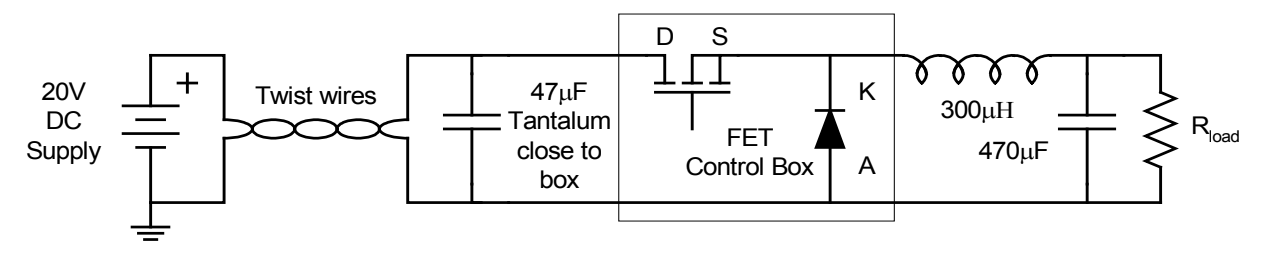 20V
DC
Supply
+
Twist wires
47μF
Tantalum
close to
box
D
S
K
A
FET
Control Box
300μH
470μF
Rload